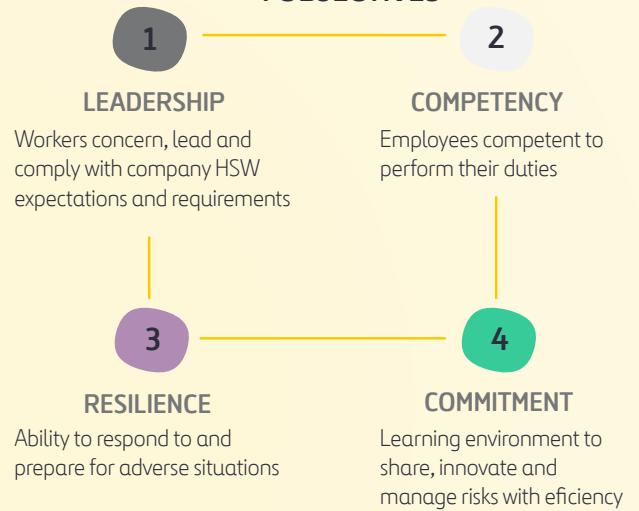 1
2
LEADERSHIP
Workers concern, lead and
comply with company HSW
expectations and requirements
COMPETENCY
Employees competent to
perform their duties
3
4
RESILIENCE
Ability to respond to and
prepare for adverse situations
COMMITMENT
Learning environment to
share, innovate and
manage risks with eficiency